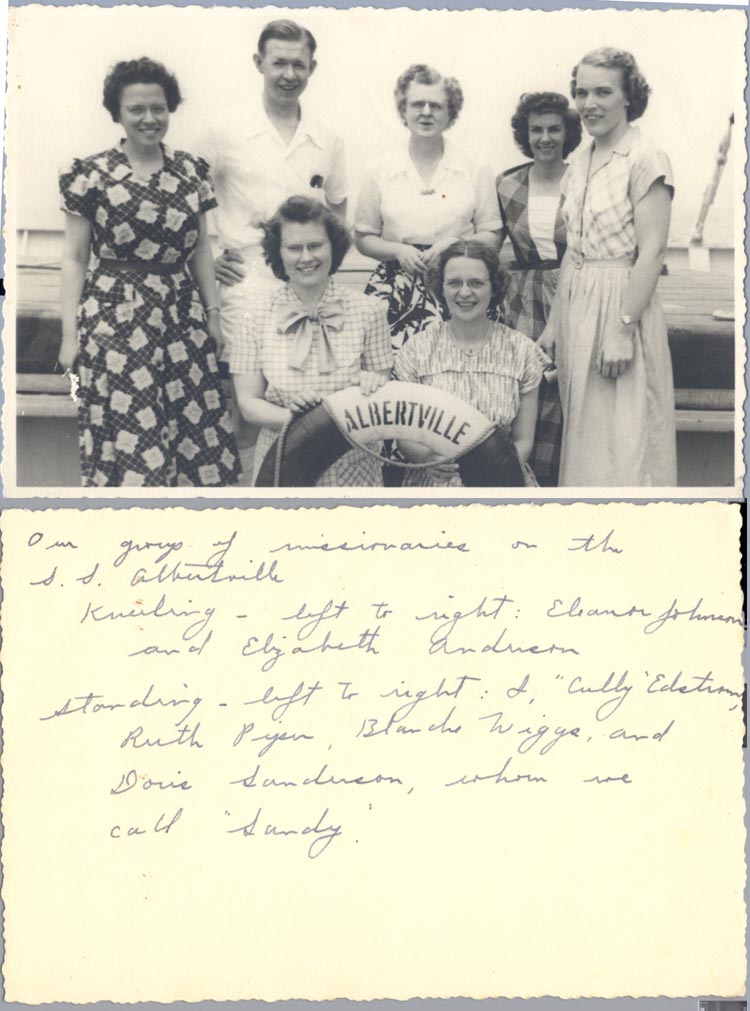 ALBERTVILLE
Our group of missionaries on the
S. S. Albertville
Kneeling - left to right: Eleanor Johnson
and Elizabeth Anderson
Standing - left to right: I, "Cully" Edstrom,
Ruth Pijser, Blanche Wiggs, and
Doris Sanderson, whom we
call "Sandy".